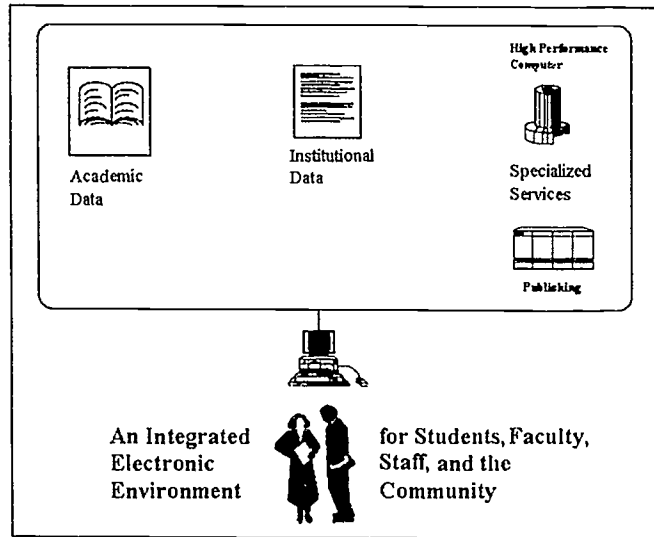 High Performance
Computer
Academic
Data
Institutional
Data
Specialized
Services
Publishing
An Integrated
Electronic
Environment
for Students, Faculty,
Staff, and the
Community